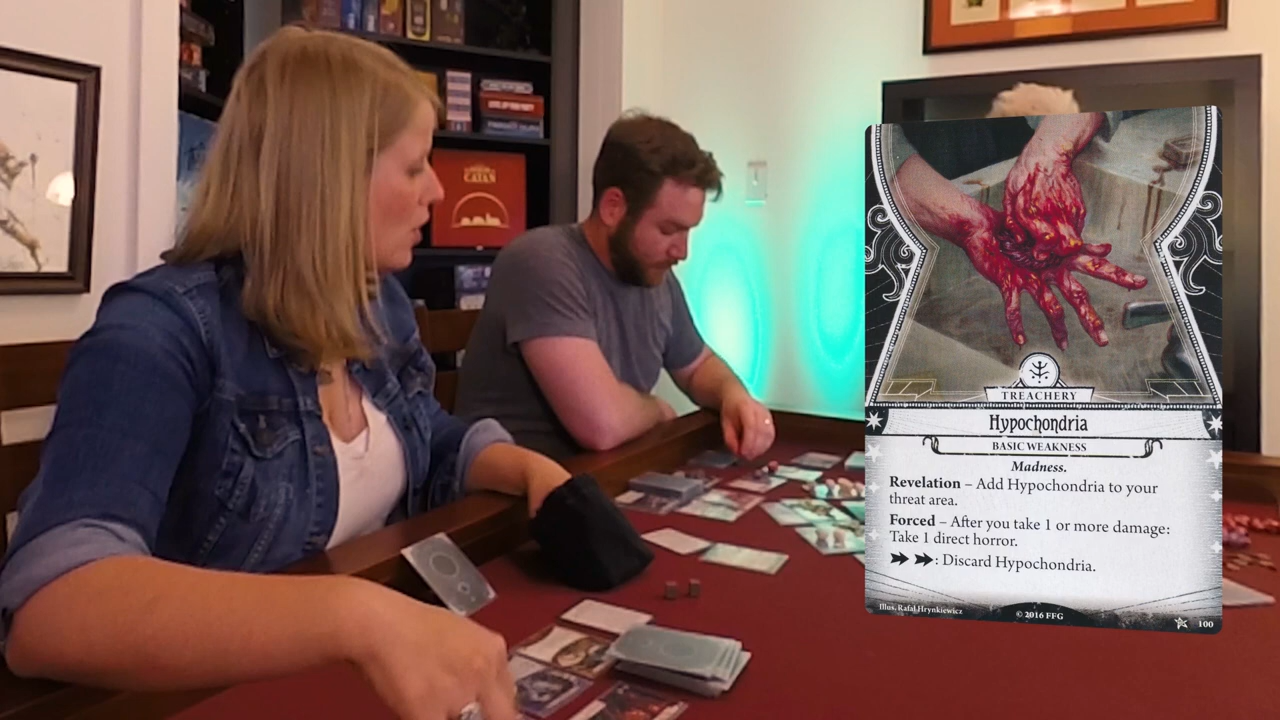 CATAN
TREACHERY
Hypochondria
BASIC WEAKNESS
Madness.
Revelation – Add Hypochondria to your
threat area.
Forced – After you take 1 or more damage:
Take 1 direct horror.
: Discard Hypochondria.
Illus. Rafał Hrynkiewicz
© 2016 FFG
100